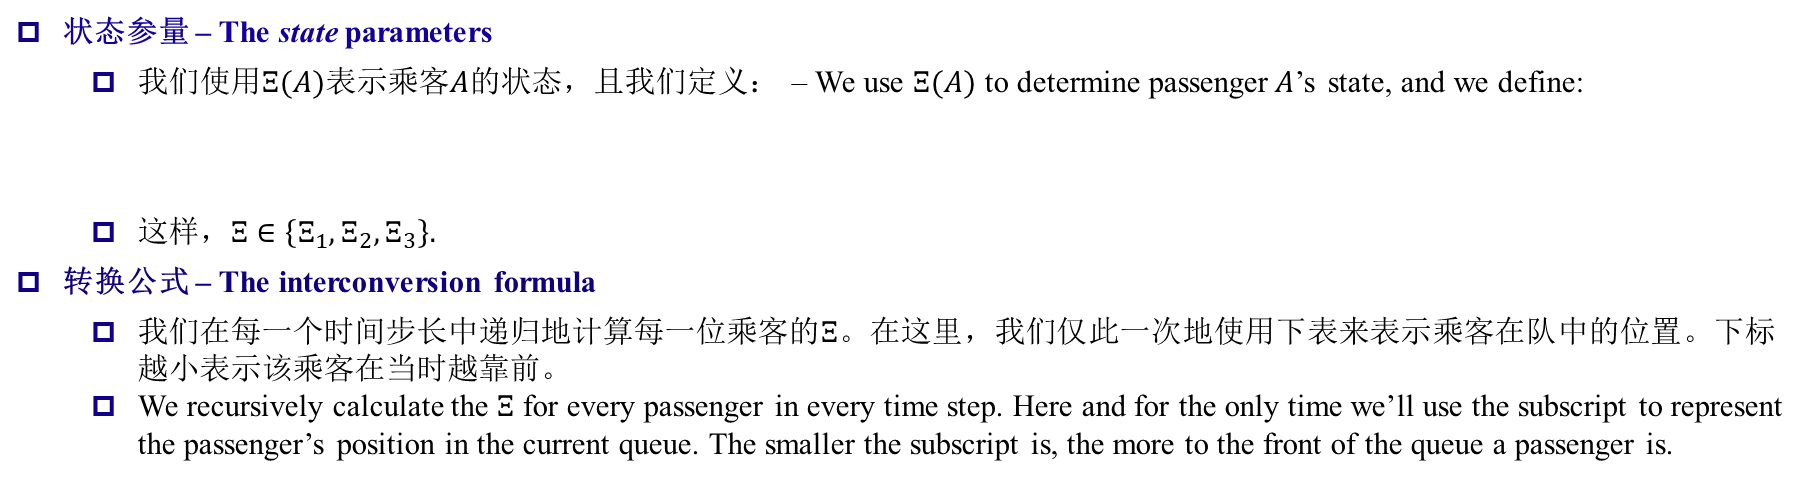 状态参量 – The state parameters
我们使用Ξ(A)表示乘客A的状态，且我们定义： – We use Ξ(A) to determine passenger A’s state, and we define:
这样，Ξ ∈ {Ξ₁, Ξ₂, Ξ₃}.
转换公式 – The interconversion formula
我们在每一个时间步长中递归地计算每一位乘客的Ξ。在这里，我们仅此一次地使用下表来表示乘客在队中的位置。下标
越小表示该乘客在当时越靠前。
We recursively calculate the Ξ for every passenger in every time step. Here and for the only time we’ll use the subscript to represent
the passenger’s position in the current queue. The smaller the subscript is, the more to the front of the queue a passenger is.